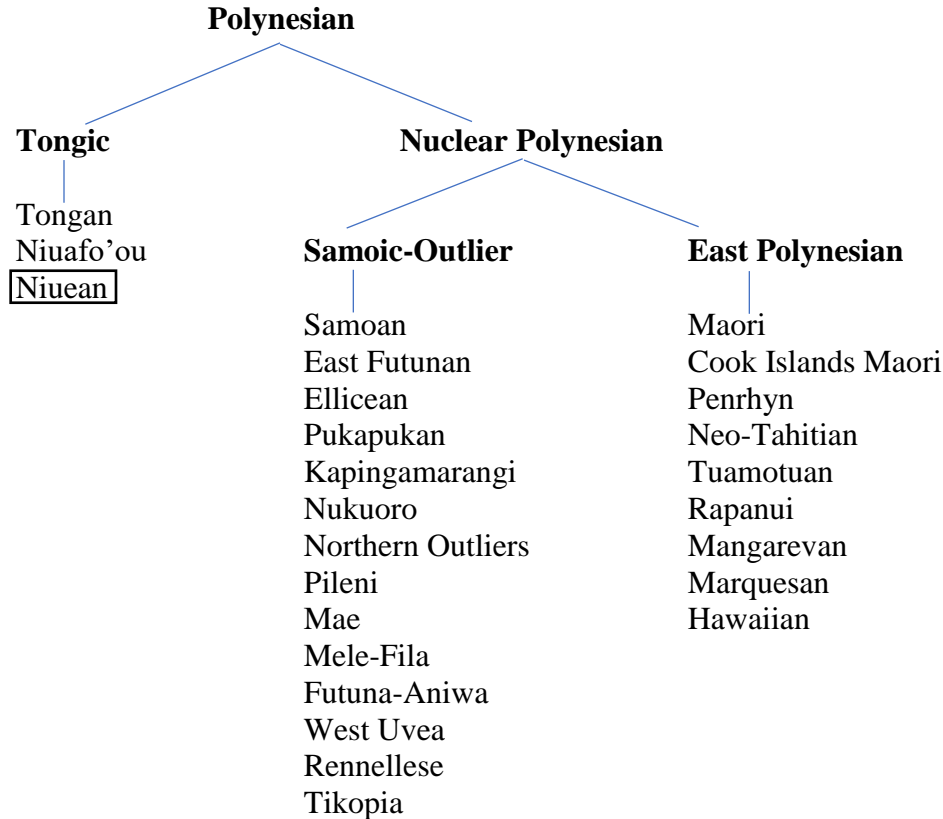 Polynesian
Tongic
Nuclear Polynesian
Tongan
Niuafo’ou
Niuean
Samoic-Outlier
East Polynesian
Samoan
East Futunan
Ellicean
Pukapukan
Kapingamarangi
Nukuoro
Northern Outliers
Pileni
Mae
Mele-Fila
Futuna-Aniwa
West Uvea
Rennellese
Tikopia
Maori
Cook Islands Maori
Penrhyn
Neo-Tahitian
Tuamotuan
Rapanui
Mangarevan
Marquesan
Hawaiian